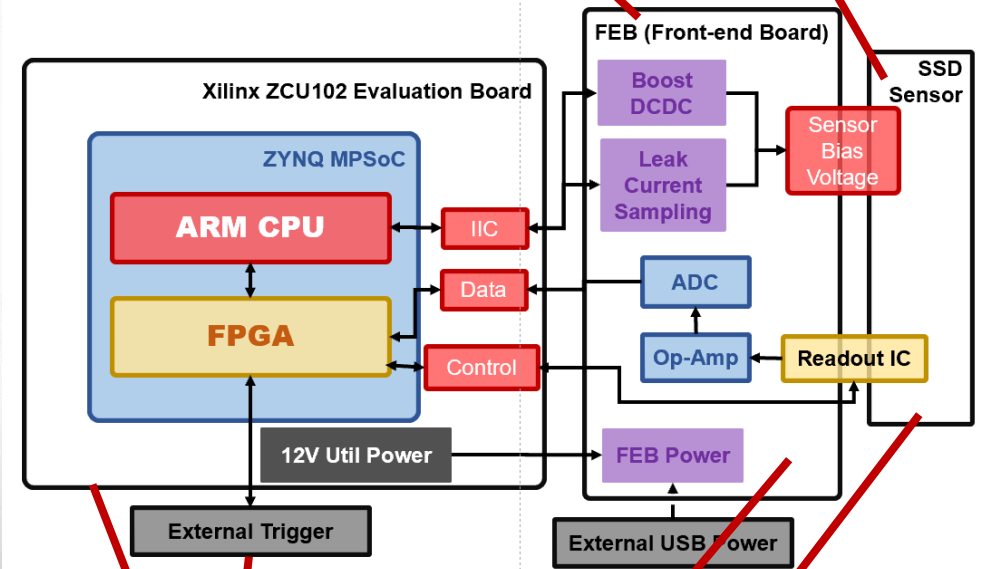 FEB (Front-end Board)
SSD
Sensor
Xilinx ZCU102 Evaluation Board
Boost
DCDC
Sensor
Bias
Voltage
ZYNQ MPSoC
Leak
Current
Sampling
ARM CPU
IIC
ADC
Data
FPGA
Op-Amp
Readout IC
Control
12V Util Power
FEB Power
External Trigger
External USB Power